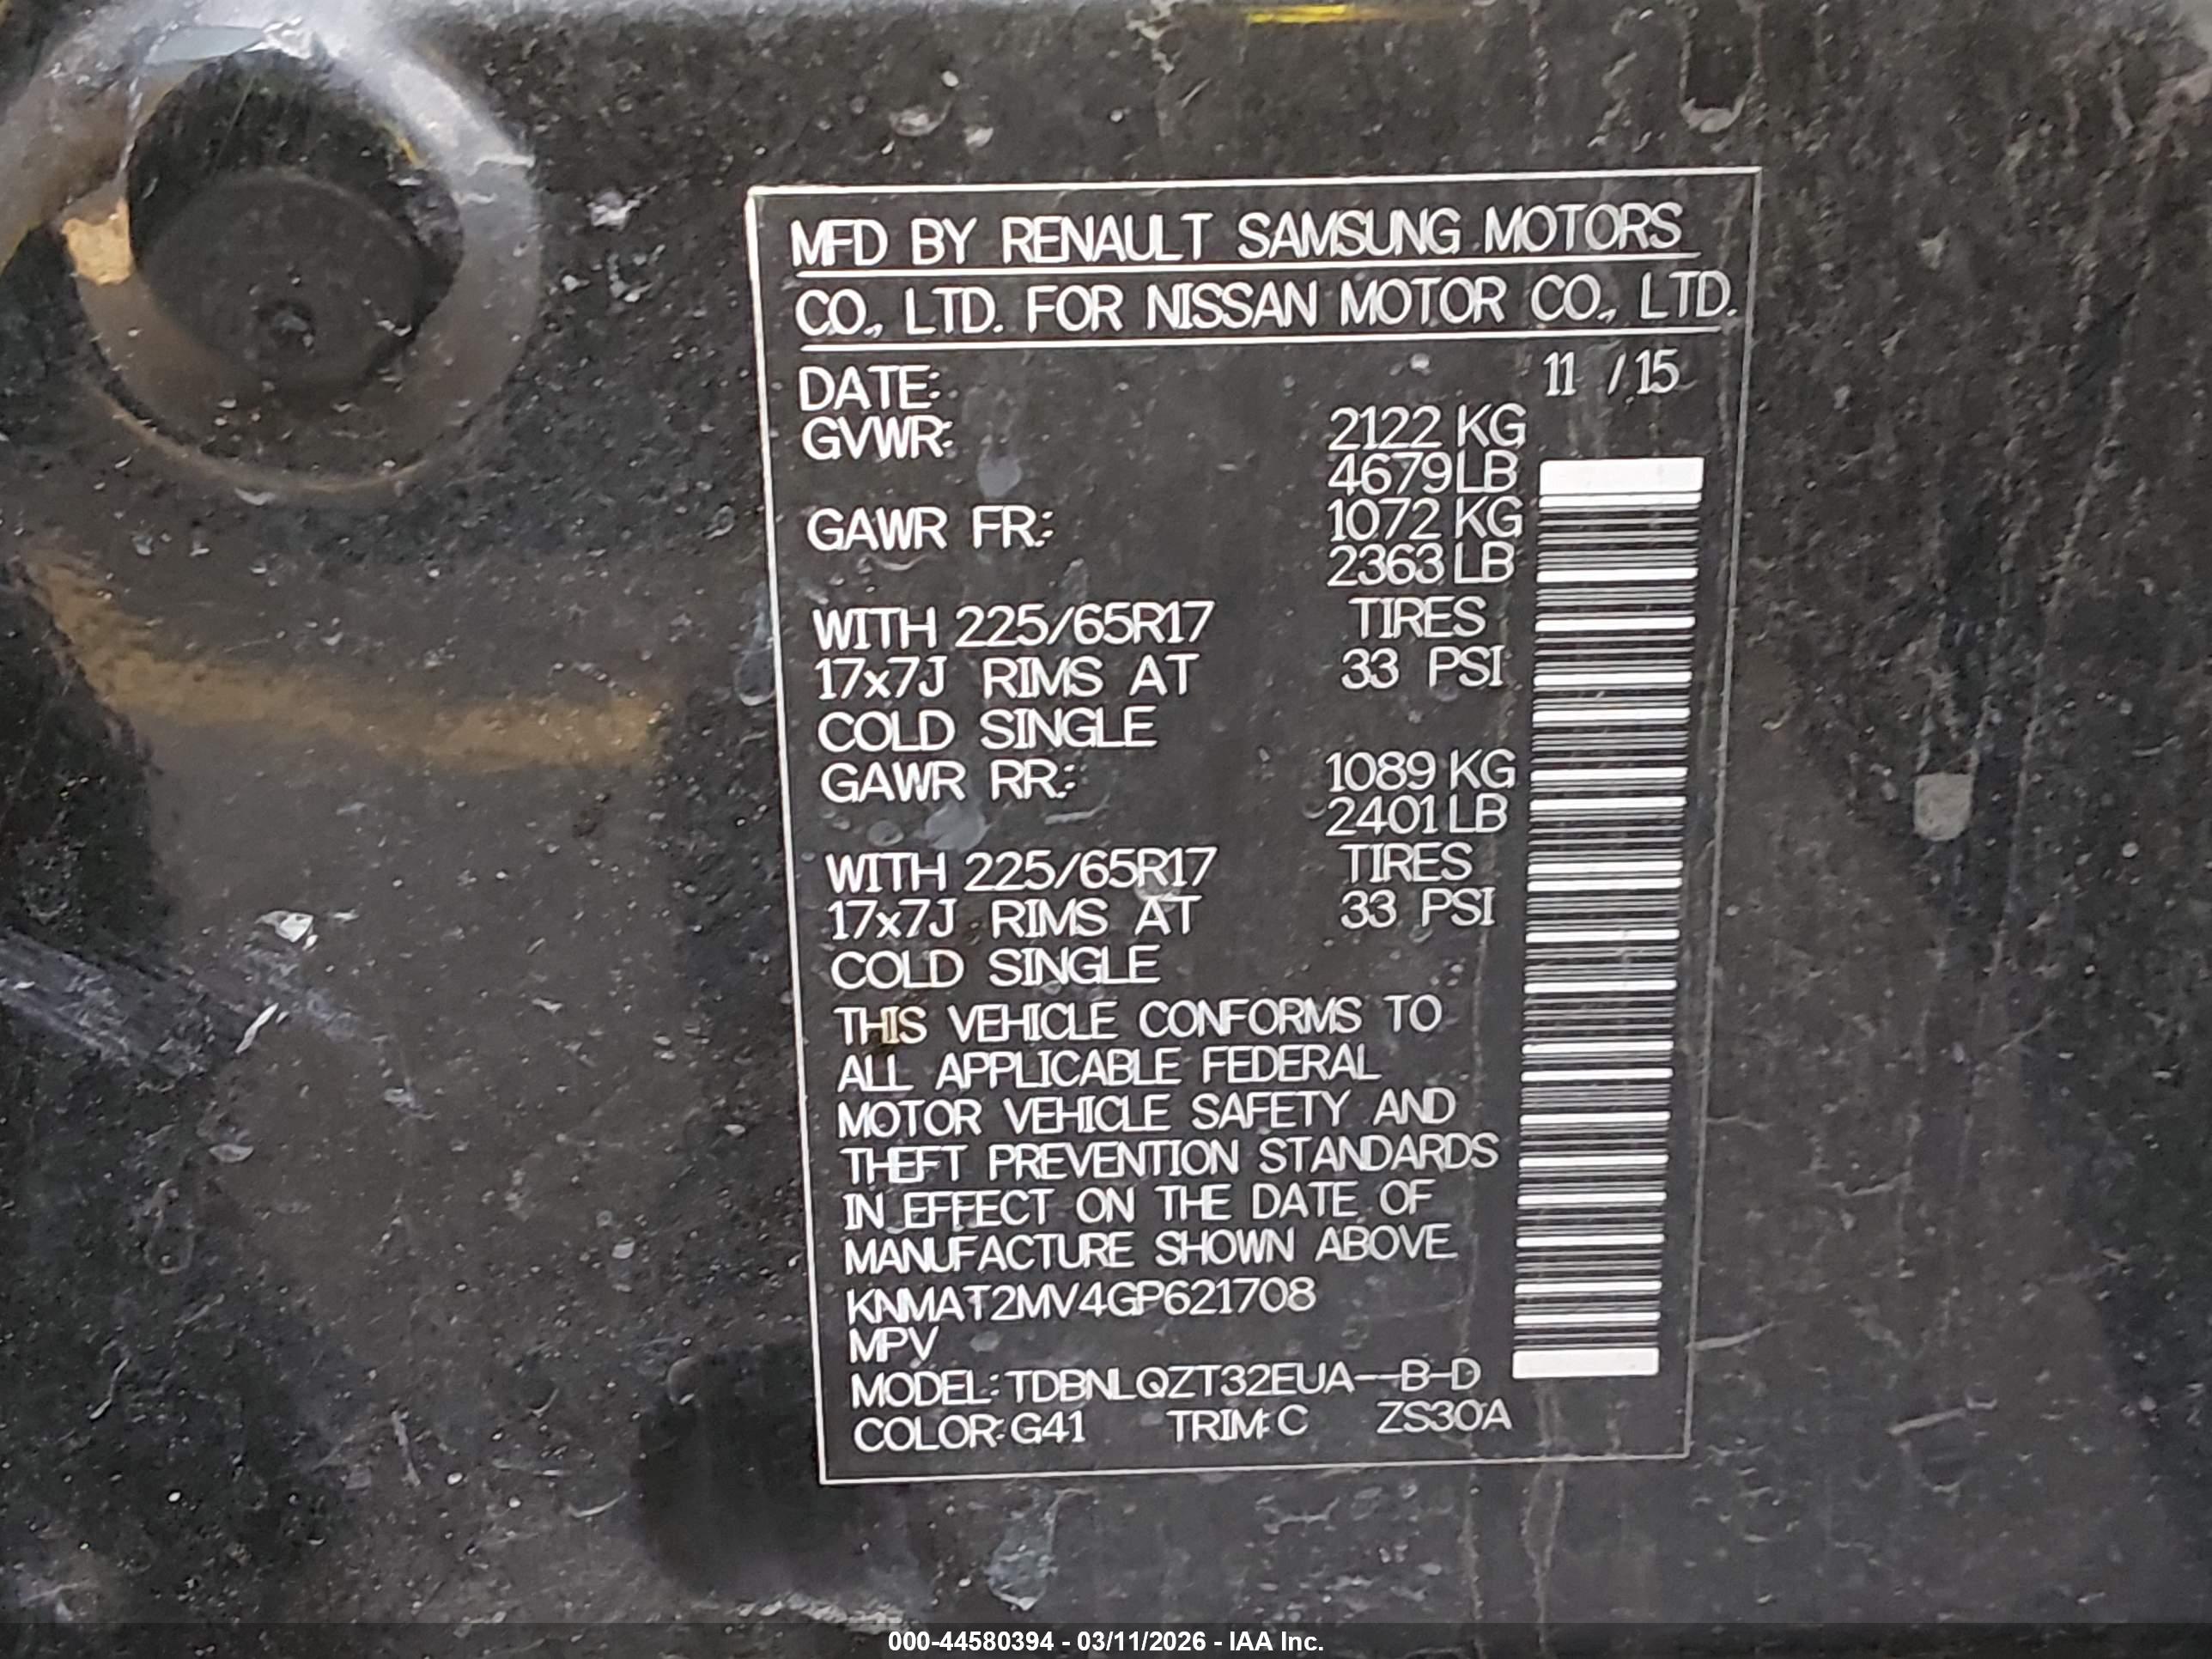 MFD BY RENAULT SAMSUNG MOTORS
CO., LTD. FOR NISSAN MOTOR CO., LTD.
DATE: 11 / 15
GVWR: 2122 KG
4679 LB
GAWR FR.: 1072 KG
2363 LB
WITH 225/65R17 TIRES
17x7J RIMS AT 33 PSI
COLD SINGLE
GAWR RR.: 1089 KG
2401 LB
WITH 225/65R17 TIRES
17x7J RIMS AT 33 PSI
COLD SINGLE
THIS VEHICLE CONFORMS TO
ALL APPLICABLE FEDERAL
MOTOR VEHICLE SAFETY AND
THEFT PREVENTION STANDARDS
IN EFFECT ON THE DATE OF
MANUFACTURE SHOWN ABOVE.
KNMAT2MV4GP621708
MPV
MODEL: TDBNLQZT32EUA--B-D
COLOR: G41 TRIM: C ZS30A
000-44580394 - 03/11/2026 - IAA Inc.